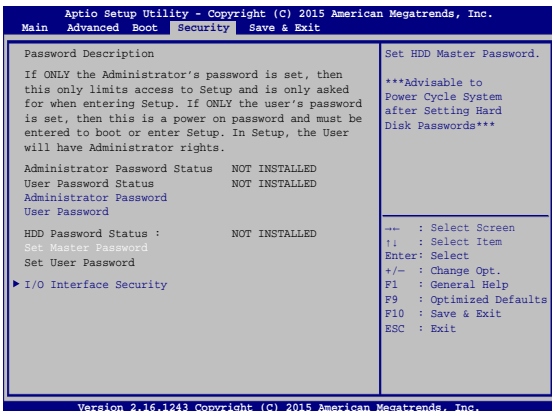 Aptio Setup Utility - Copyright (C) 2015 American Megatrends, Inc.
Main Advanced Boot Security Save & Exit
Password Description
If ONLY the Administrator's password is set, then
this only limits access to Setup and is only asked
for when entering Setup. If ONLY the user's password
is set, then this is a power on password and must be
entered to boot or enter Setup. In Setup, the User
will have Administrator rights.
Administrator Password Status NOT INSTALLED
User Password Status NOT INSTALLED
Administrator Password
User Password
HDD Password Status : NOT INSTALLED
Set Master Password
Set User Password
▶ I/O Interface Security
Set HDD Master Password.
***Advisable to
Power Cycle System
after Setting Hard
Disk Passwords***
→← : Select Screen
↑↓ : Select Item
Enter: Select
+/— : Change Opt.
F1 : General Help
F9 : Optimized Defaults
F10 : Save & Exit
ESC : Exit
Version 2.16.1243 Copyright (C) 2015 American Megatrends, Inc.